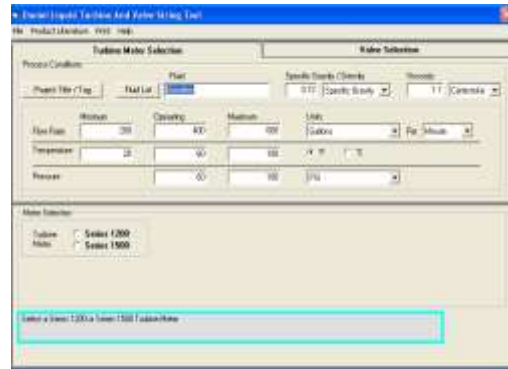 Daniel Liquid Turbine And Valve Sizing Tool
File Product Literature Print Help
Turbine Meter Selection Valve Selection
Process Conditions
Fluid Specific Gravity / Density Viscosity
Project Title / Tag Fluid List Specific Gravity 1.1 Centistoke
Minimum Operating Maximum Units
Flow Rate 400 Gallons Per Minute
Temperature 60 100
Pressure 60 100 PSI
Meter Selection
Turbine Series 1200
Meter Series 1500
Select a Series 1200 or Series 1500 Turbine Meter